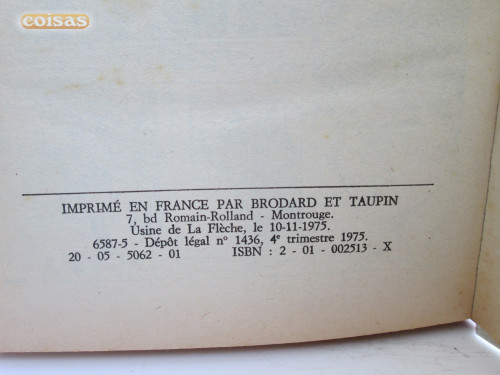 coisas
IMPRIMÉ EN FRANCE PAR BRODARD ET TAUPIN
7, bd Romain-Rolland - Montrouge.
Usine de La Flèche, le 10-11-1975.
6587-5 - Dépôt légal n° 1436, 4e trimestre 1975.
20 - 05 - 5062 - 01 ISBN : 2 - 01 - 002513 - X